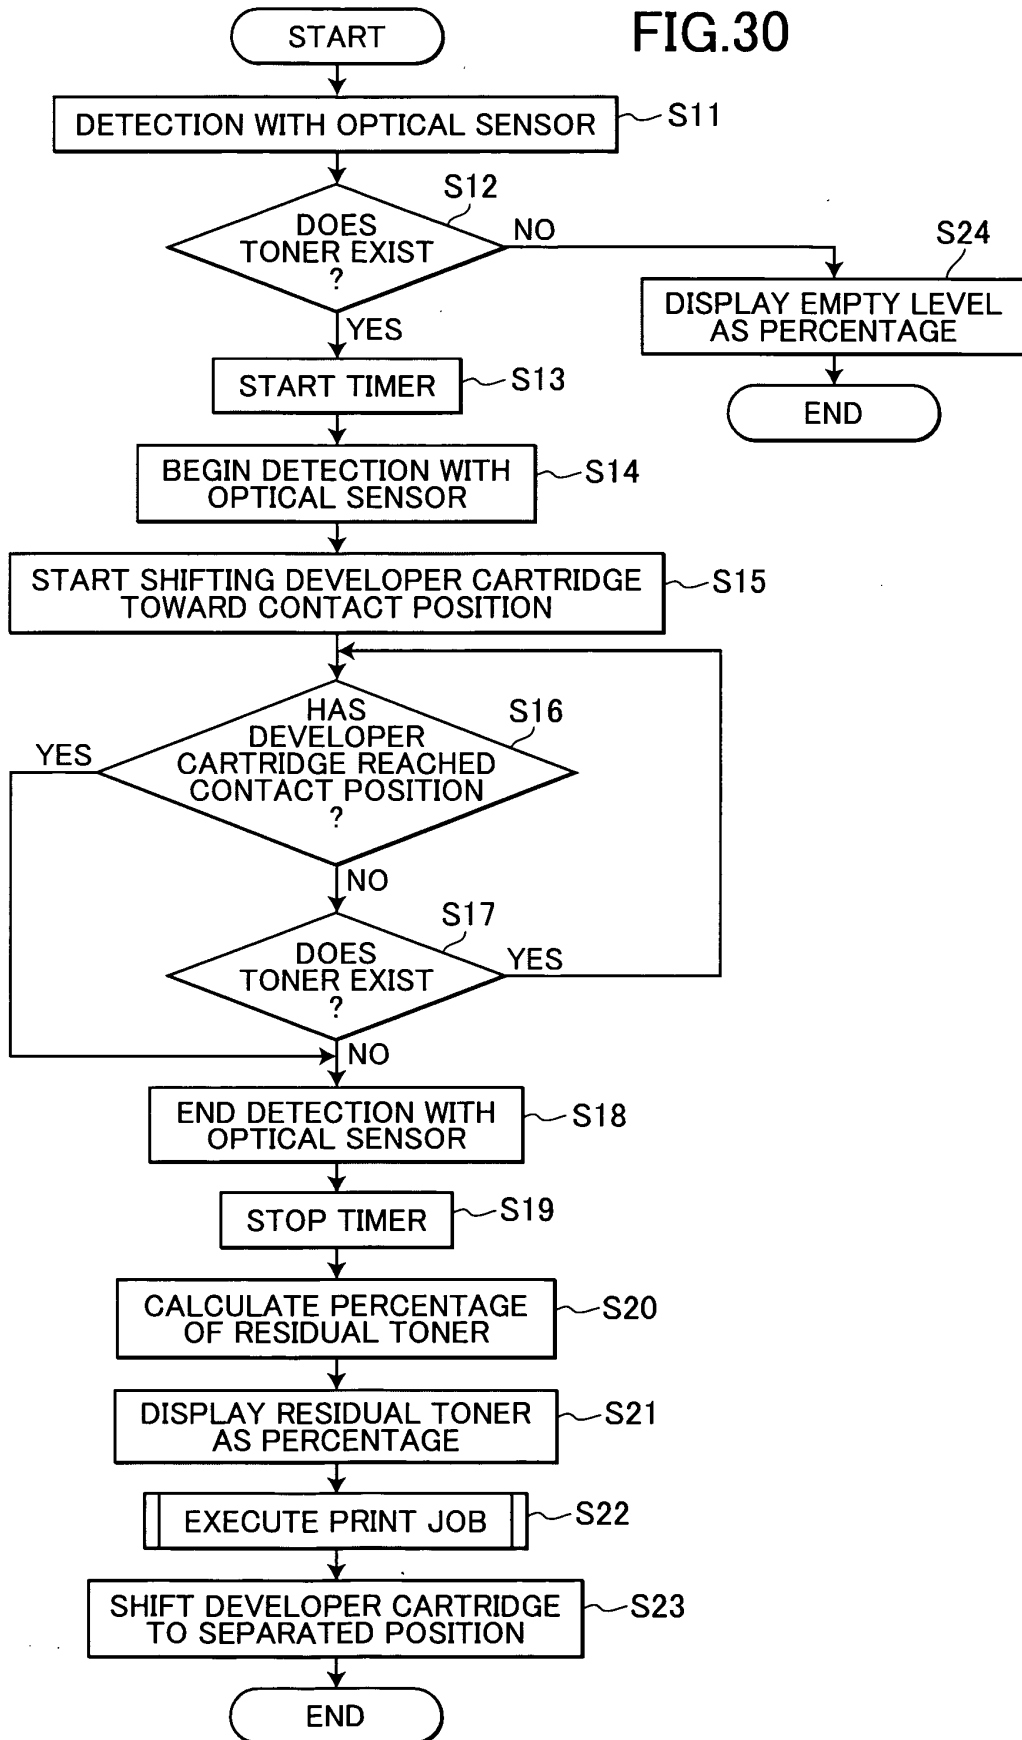 FIG.30
START
DETECTION WITH OPTICAL SENSOR
S11
S12
DOES
TONER EXIST
?
NO
YES
S24
DISPLAY EMPTY LEVEL
AS PERCENTAGE
END
START TIMER
S13
BEGIN DETECTION WITH
OPTICAL SENSOR
S14
START SHIFTING DEVELOPER CARTRIDGE
TOWARD CONTACT POSITION
S15
HAS
DEVELOPER
CARTRIDGE REACHED
CONTACT POSITION
?
S16
YES
NO
S17
DOES
TONER EXIST
?
YES
NO
END DETECTION WITH
OPTICAL SENSOR
S18
STOP TIMER
S19
CALCULATE PERCENTAGE
OF RESIDUAL TONER
S20
DISPLAY RESIDUAL TONER
AS PERCENTAGE
S21
EXECUTE PRINT JOB
S22
SHIFT DEVELOPER CARTRIDGE
TO SEPARATED POSITION
S23
END